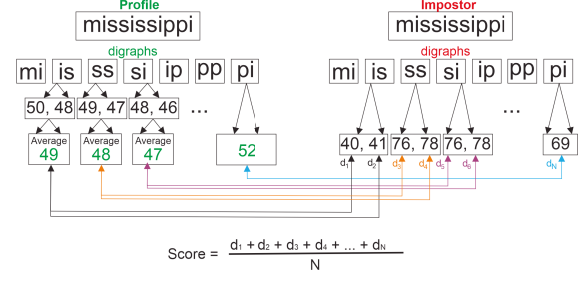 Profile
mississippi
digraphs
mi is ss si ip pp pi
50, 48 49, 47 48, 46 ...
Average Average Average
49 48 47 52
Impostor
mississippi
digraphs
mi is ss si ip pp pi
...
40, 41 76, 78 76, 78 69
d1 d2 d3 d4 d5 d6 dN
Score = d1 + d2 + d3 + d4 + ... + dN
N